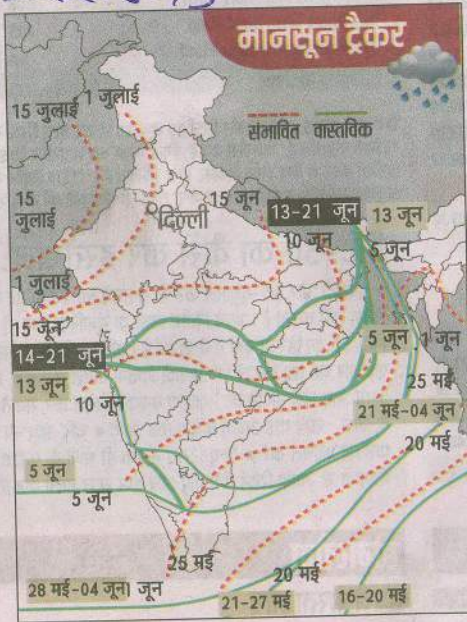 मानसून ट्रैकर
संभावित वास्तविक
15 जुलाई 1 जुलाई
15
जुलाई
दिल्ली
15 जून
13-21 जून
13 जून
10 जून
5 जून
1 जुलाई
15 जून
14-21 जून
13 जून
10 जून
5 जून
1 जून
25 मई
21 मई-04 जून
20 मई
5 जून
5 जून
25 मई
28 मई-04 जून
1 जून
20 मई
21-27 मई
16-20 मई